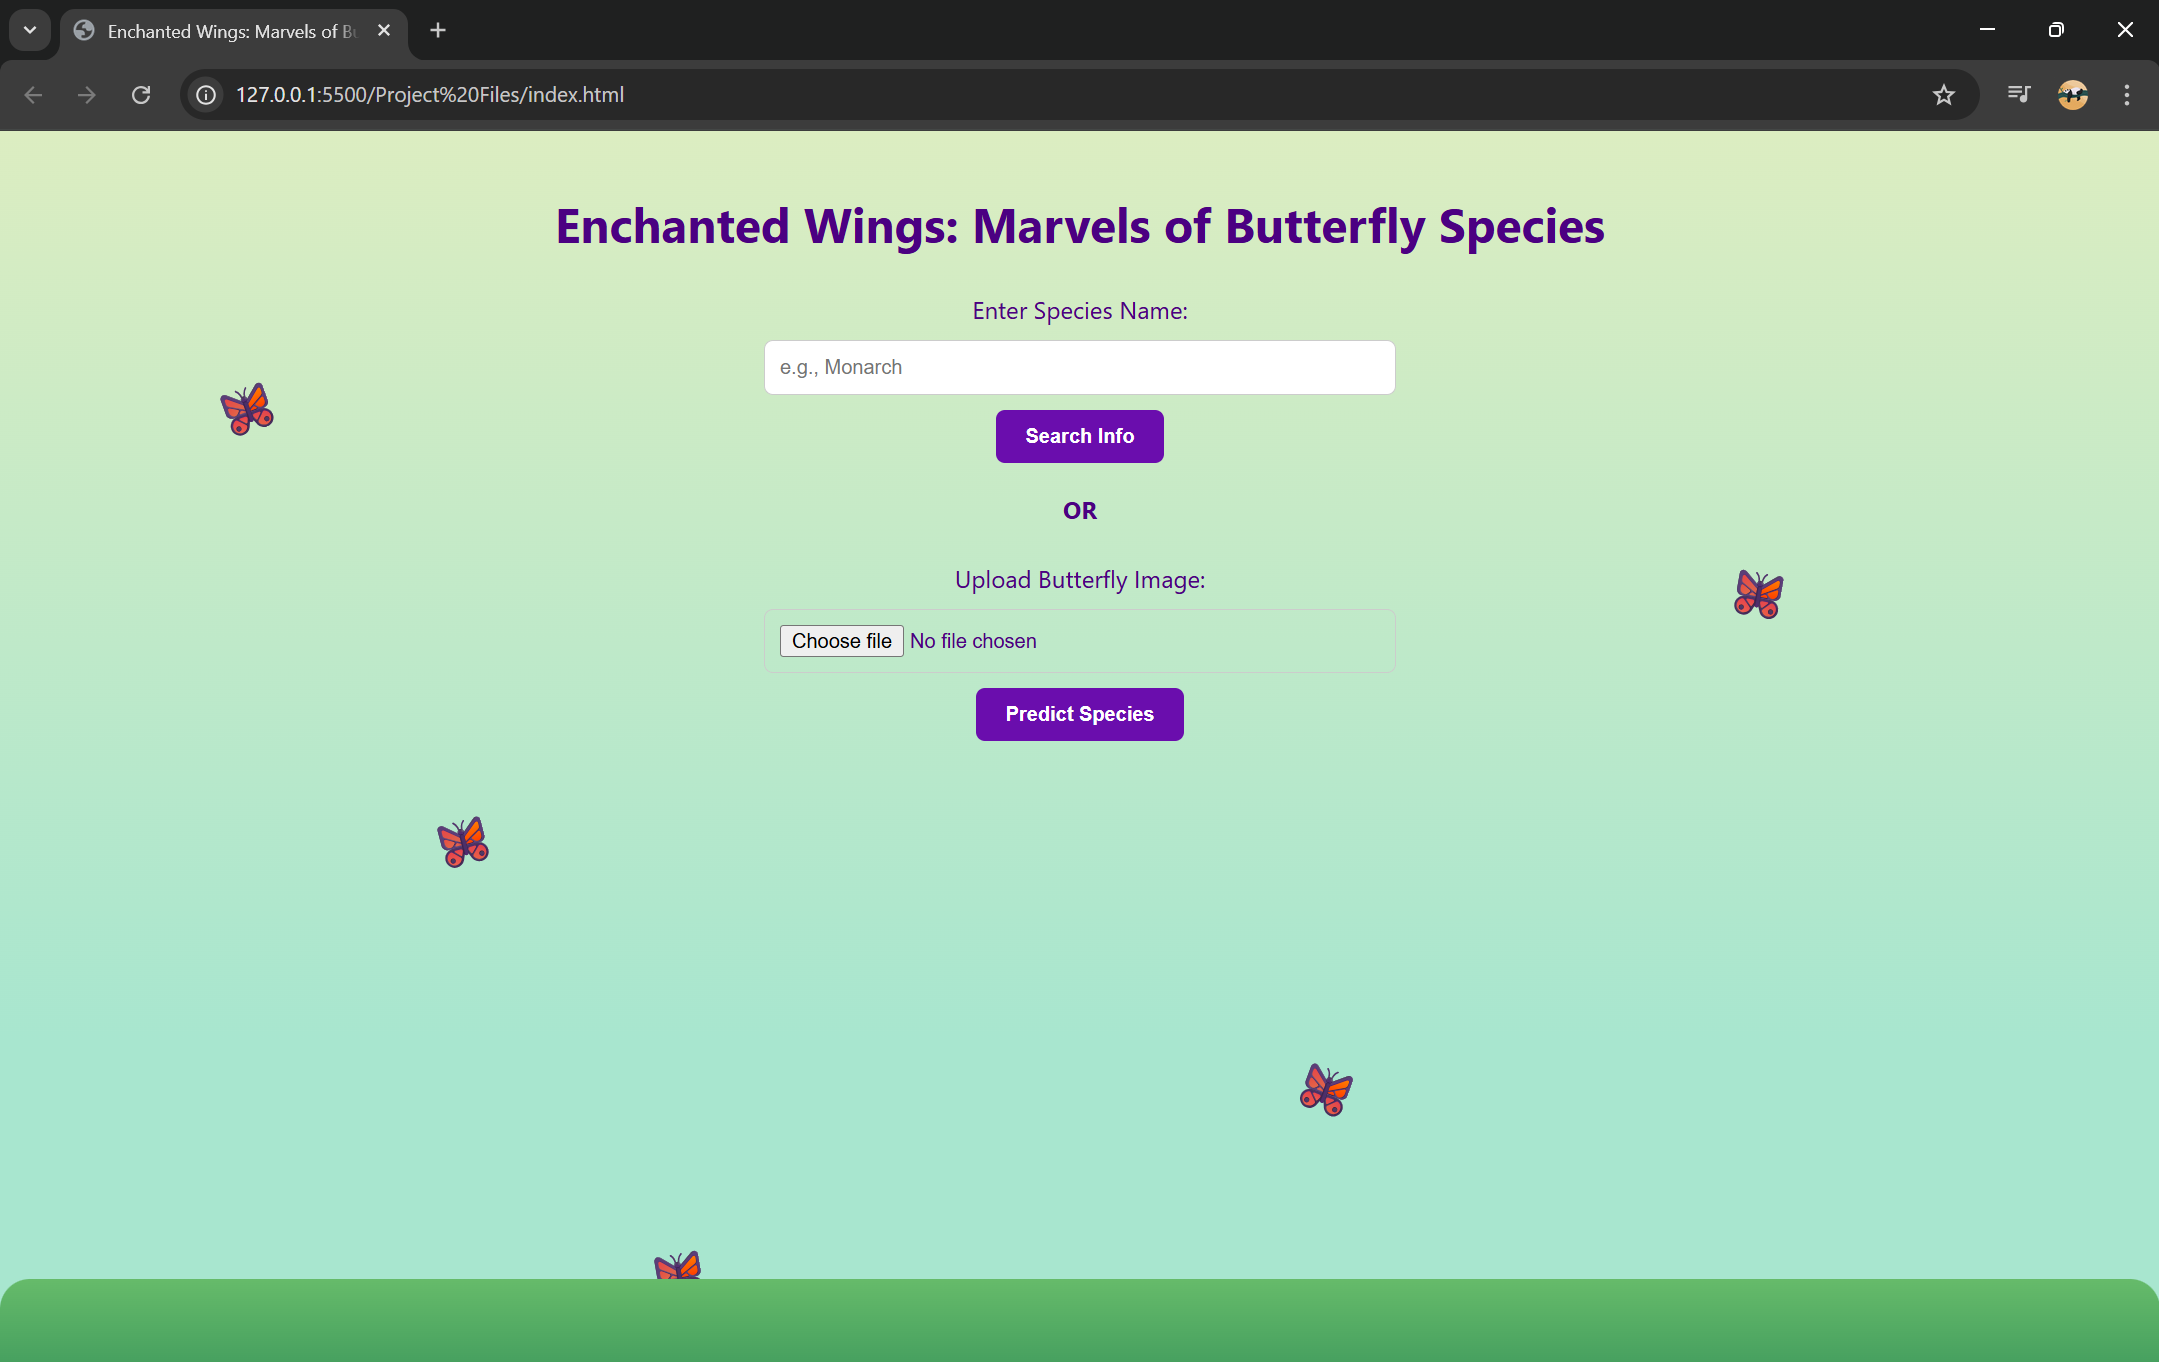 Enchanted Wings: Marvels of Bu
127.0.0.1:5500/Project%20Files/index.html
Enchanted Wings: Marvels of Butterfly Species
Enter Species Name:
e.g., Monarch
Search Info
OR
Upload Butterfly Image:
Choose file No file chosen
Predict Species